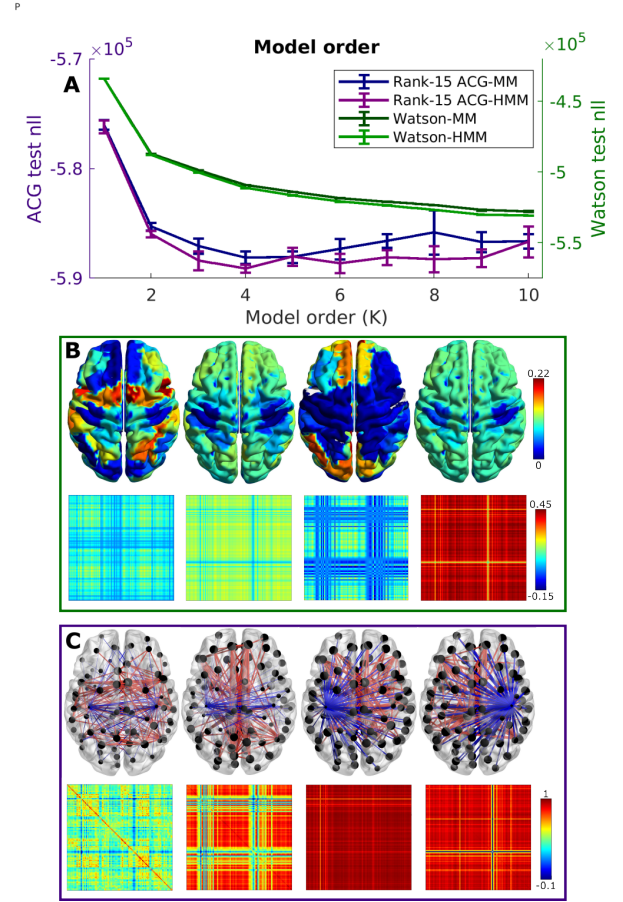 P
Model order
-5.7 ×10⁵
×10⁵
A
Rank-15 ACG-MM
Rank-15 ACG-HMM
Watson-MM
Watson-HMM
-4.5
-5.8
-5
-5.5
-5.9
ACG test nll
Watson test nll
2 4 6 8 10
Model order (K)
B
0.22
0
0.45
-0.15
C
1
-0.1